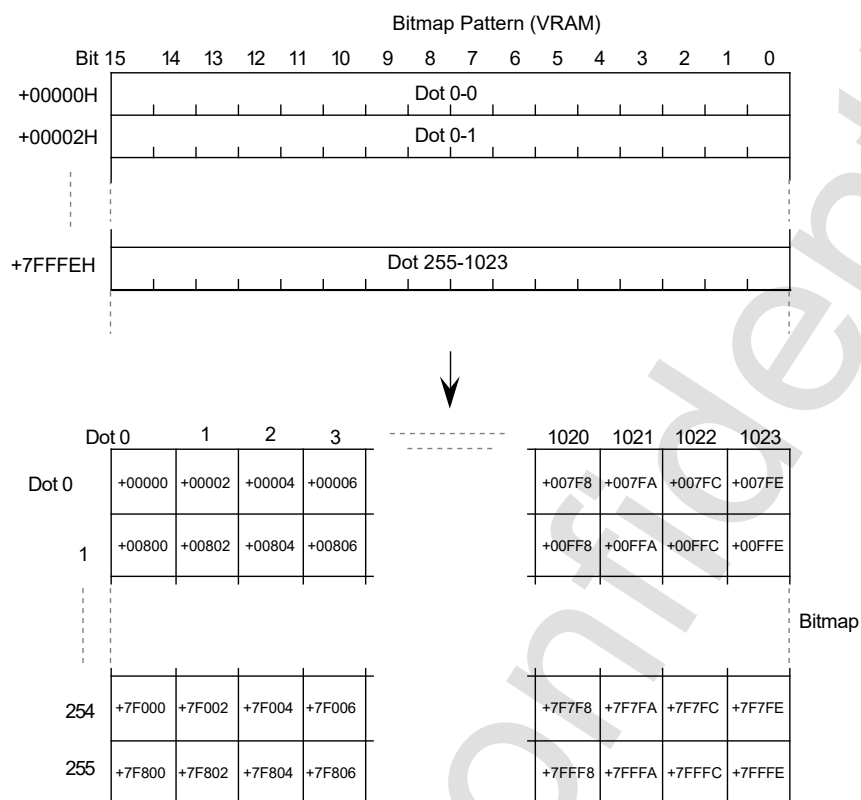 Bitmap Pattern (VRAM)
Bit 15 14 13 12 11 10 9 8 7 6 5 4 3 2 1 0
+00000H Dot 0-0
+00002H Dot 0-1
+7FFFEH Dot 255-1023
Dot 0 1 2 3 1020 1021 1022 1023
Dot 0 +00000 +00002 +00004 +00006 +007F8 +007FA +007FC +007FE
1 +00800 +00802 +00804 +00806 +00FF8 +00FFA +00FFC +00FFE
Bitmap
254 +7F000 +7F002 +7F004 +7F006 +7F7F8 +7F7FA +7F7FC +7F7FE
255 +7F800 +7F802 +7F804 +7F806 +7FFF8 +7FFFA +7FFFC +7FFFE
onfident